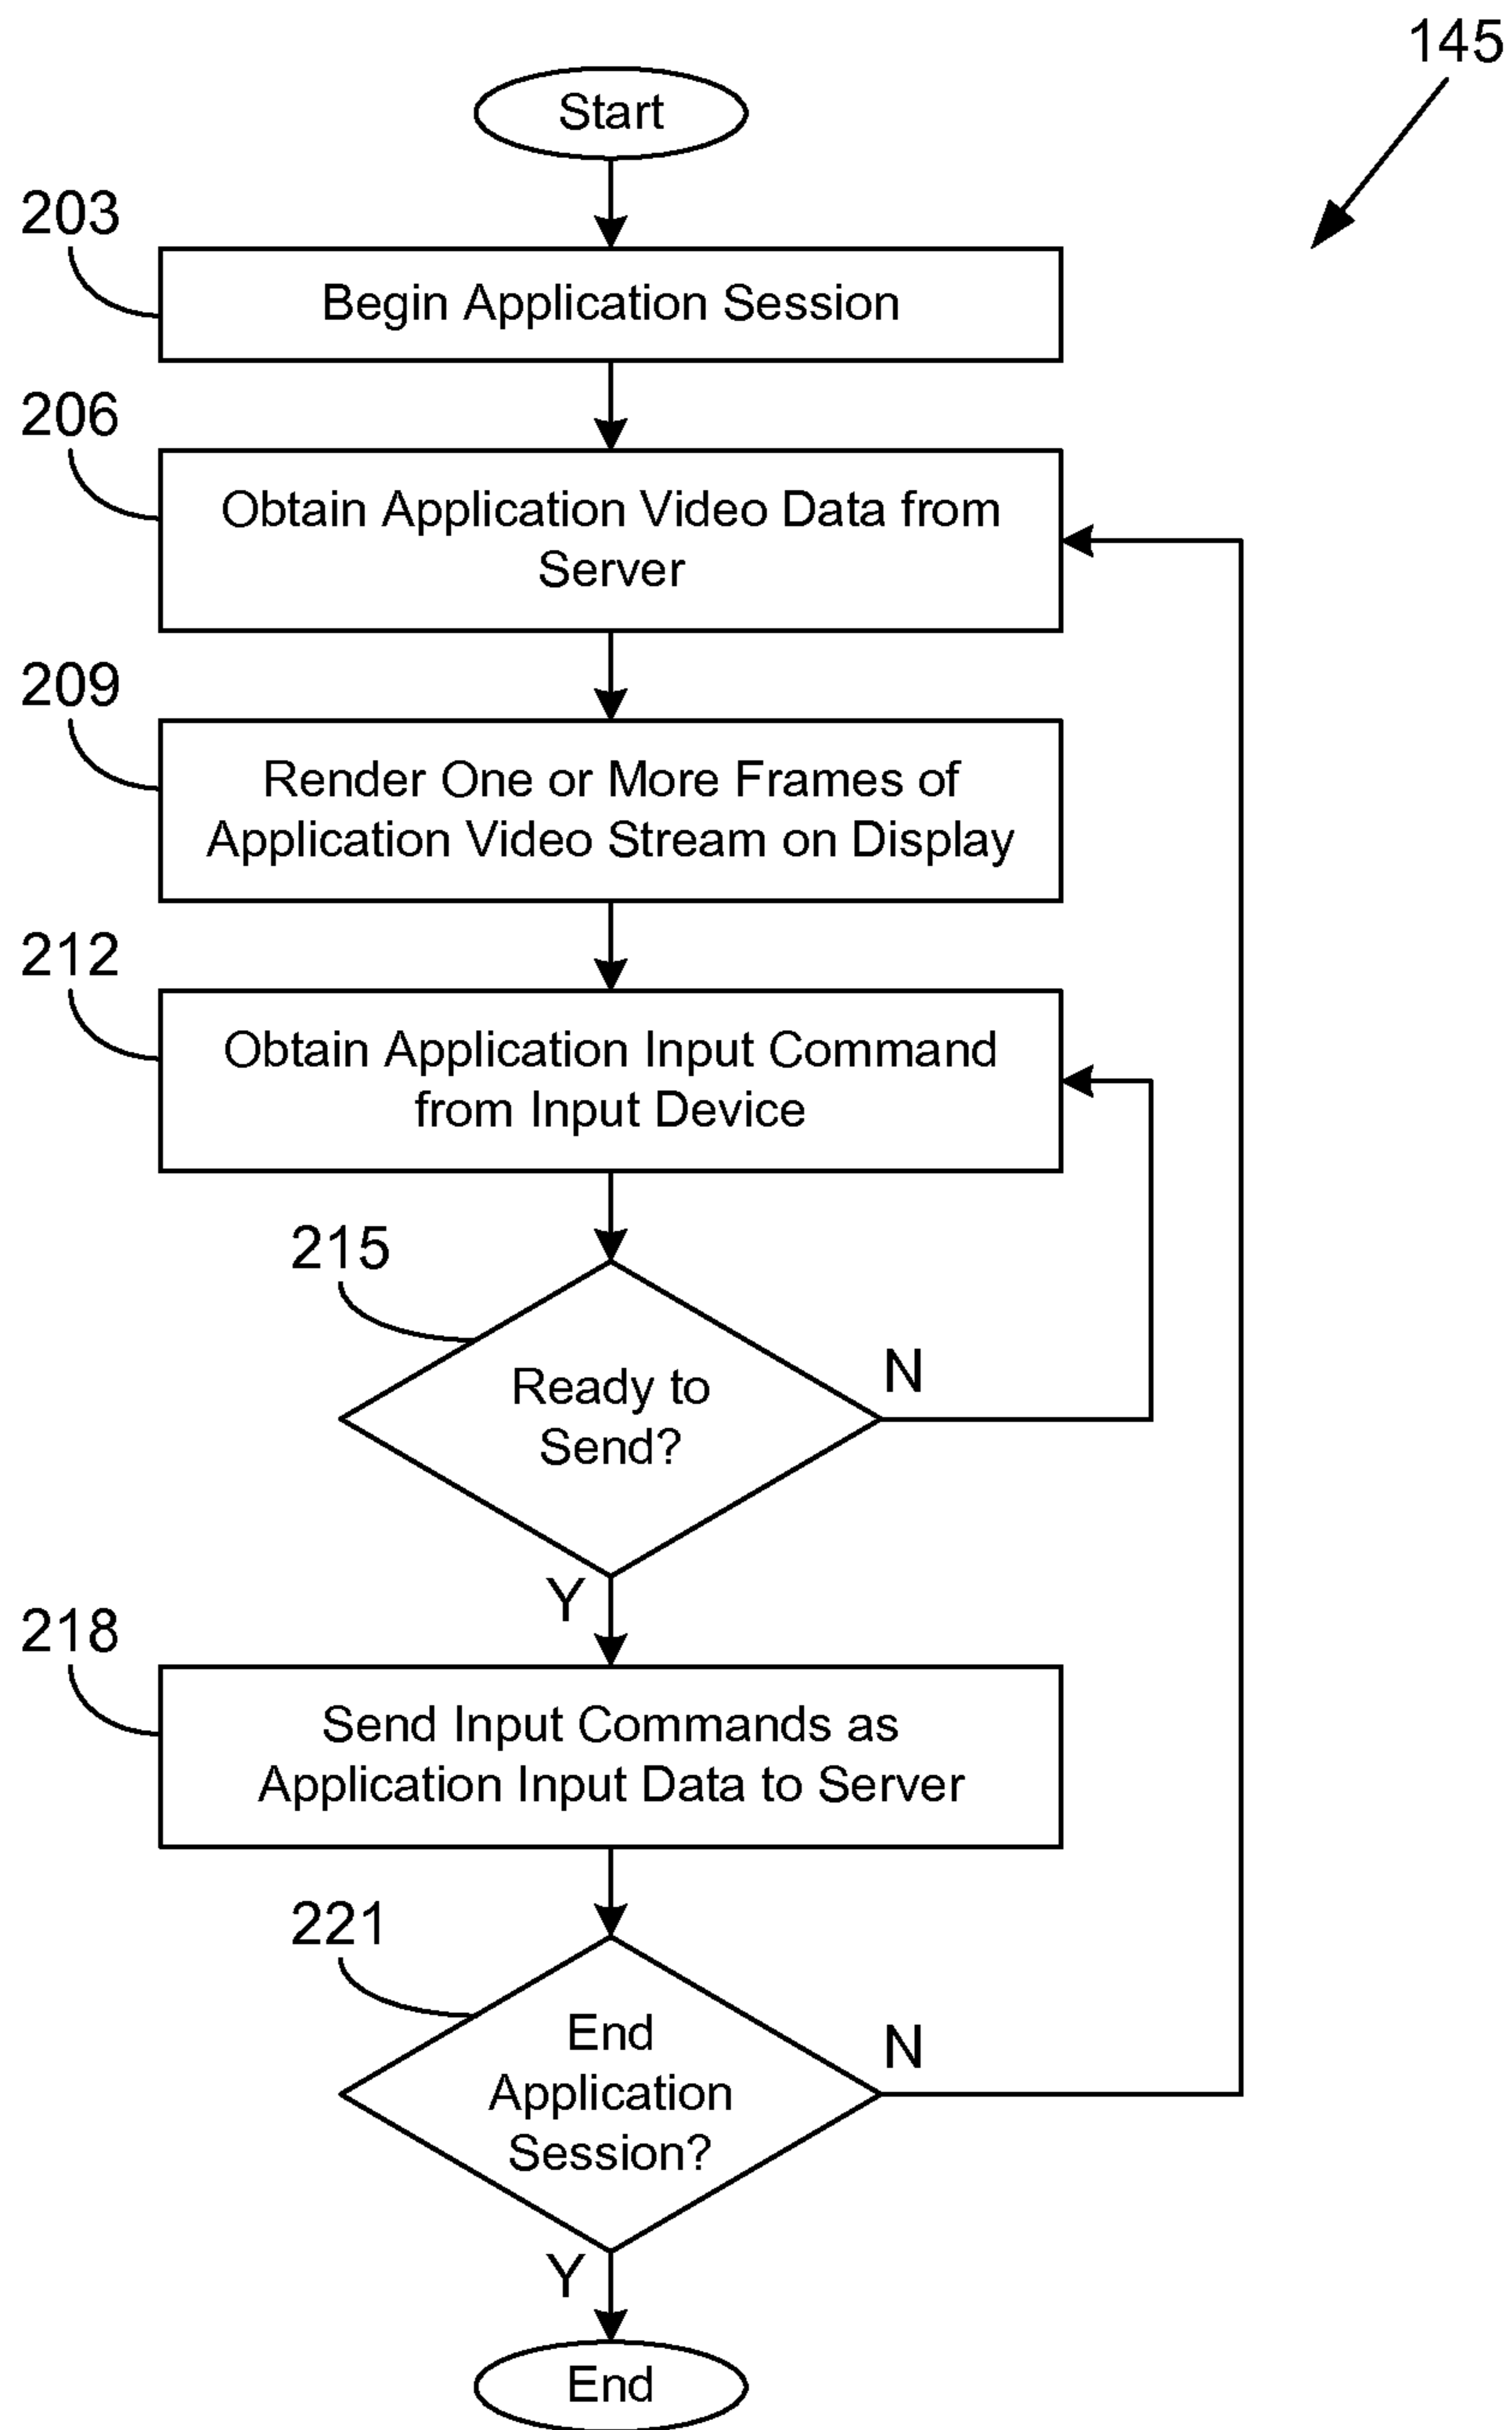 145
Start
203
Begin Application Session
206
Obtain Application Video Data from
Server
209
Render One or More Frames of
Application Video Stream on Display
212
Obtain Application Input Command
from Input Device
215
Ready to
Send?
N
Y
218
Send Input Commands as
Application Input Data to Server
221
End
Application
Session?
N
Y
End